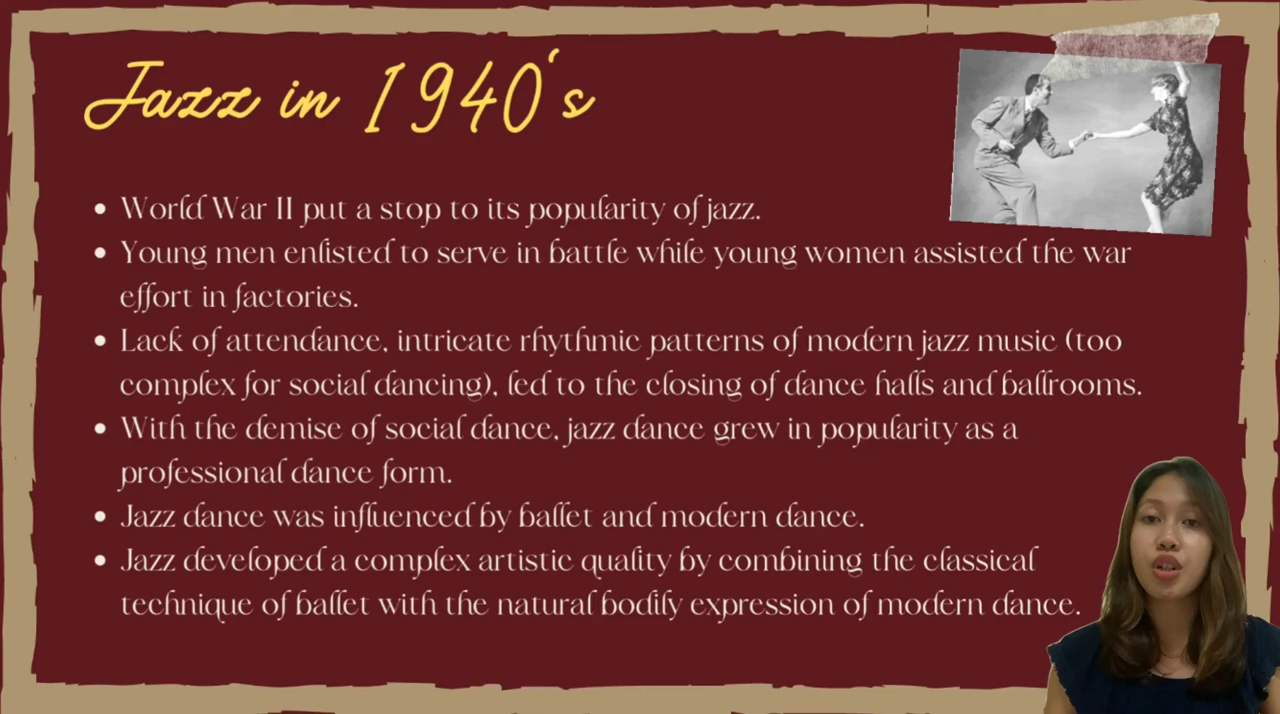 Jazz in 1940's
• World War II put a stop to its popularity of jazz.
• Young men enlisted to serve in battle while young women assisted the war
effort in factories.
• Lack of attendance, intricate rhythmic patterns of modern jazz music (too
complex for social dancing), led to the closing of dance halls and ballrooms.
• With the demise of social dance, jazz dance grew in popularity as a
professional dance form.
• Jazz dance was influenced by ballet and modern dance.
• Jazz developed a complex artistic quality by combining the classical
technique of ballet with the natural bodily expression of modern dance.